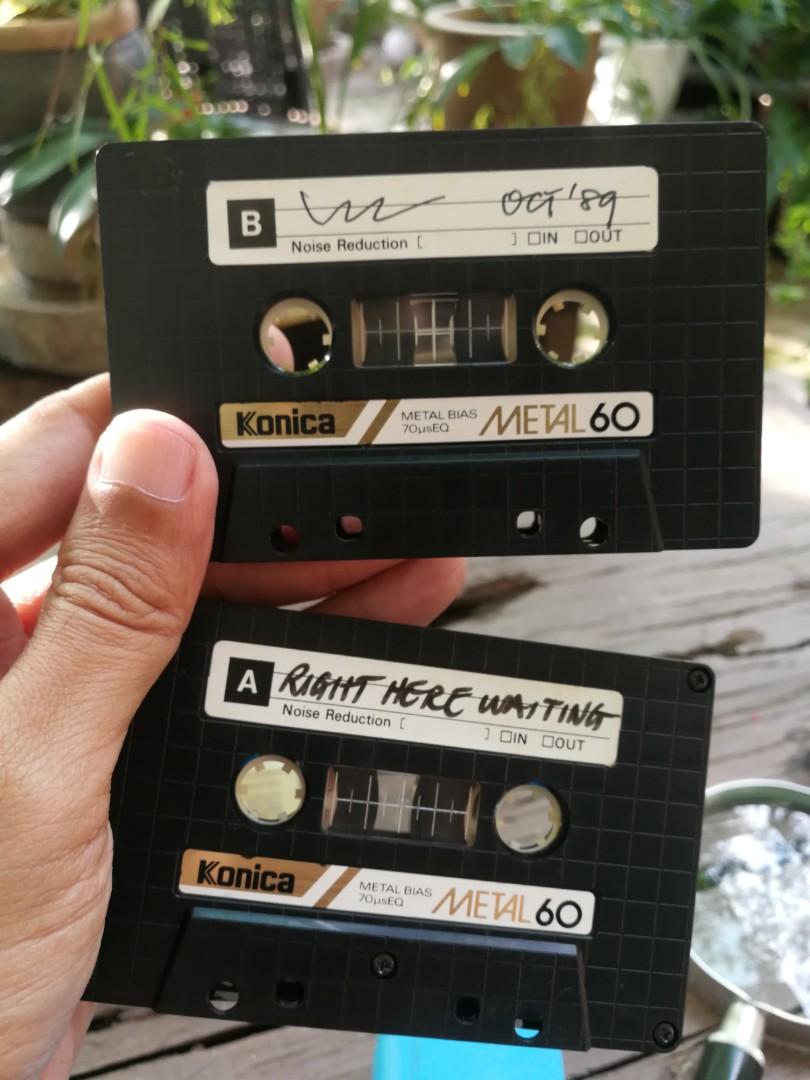 B OCT '89
Noise Reduction [ ] □IN □OUT
Konica METAL BIAS 70µsEQ METAL 60
A RIGHT HERE WAITING
Noise Reduction [ ] □IN □OUT
Konica METAL BIAS 70µsEQ METAL 60